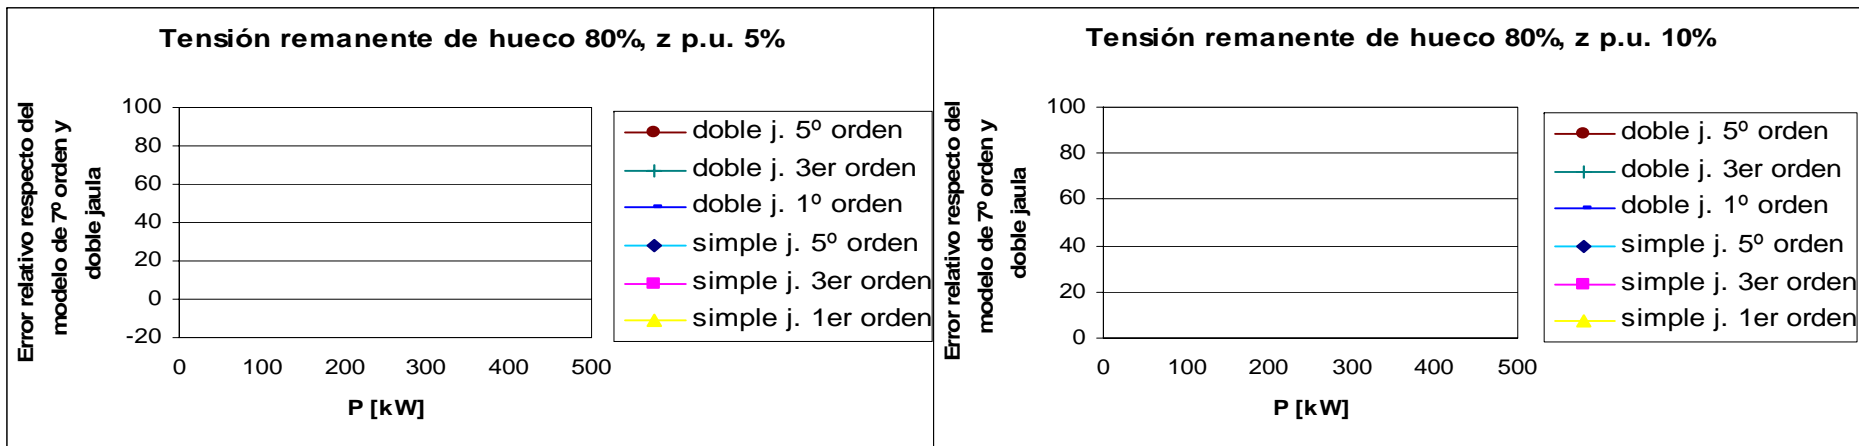 Tensión remanente de hueco 80%, z p.u. 5%
Error relativo respecto del
modelo de 7º orden y
doble jaula
100
80
60
40
20
0
-20
0 100 200 300 400 500
P [kW]
doble j. 5º orden
doble j. 3er orden
doble j. 1º orden
simple j. 5º orden
simple j. 3er orden
simple j. 1er orden
Tensión remanente de hueco 80%, z p.u. 10%
Error relativo respecto del
modelo de 7º orden y
doble jaula
100
80
60
40
20
0
0 100 200 300 400 500
P [kW]
doble j. 5º orden
doble j. 3er orden
doble j. 1º orden
simple j. 5º orden
simple j. 3er orden
simple j. 1er orden